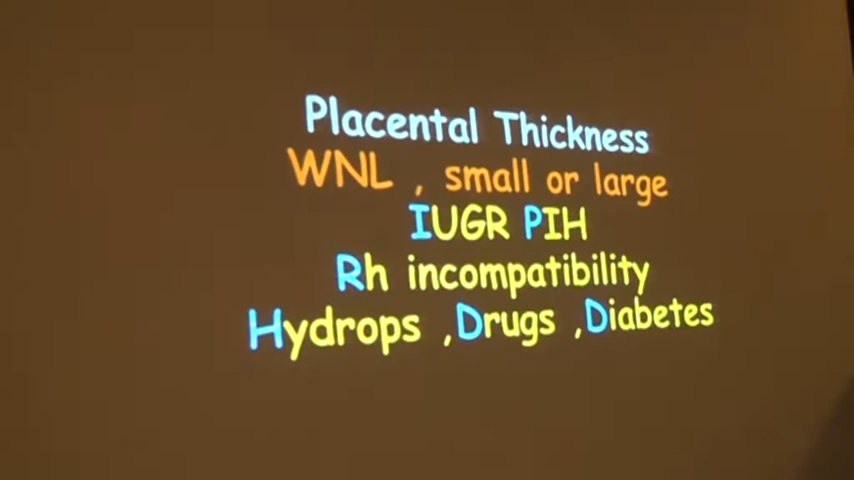 Placental Thickness
WNL , small or large
IUGR PIH
Rh incompatibility
Hydrops ,Drugs ,Diabetes